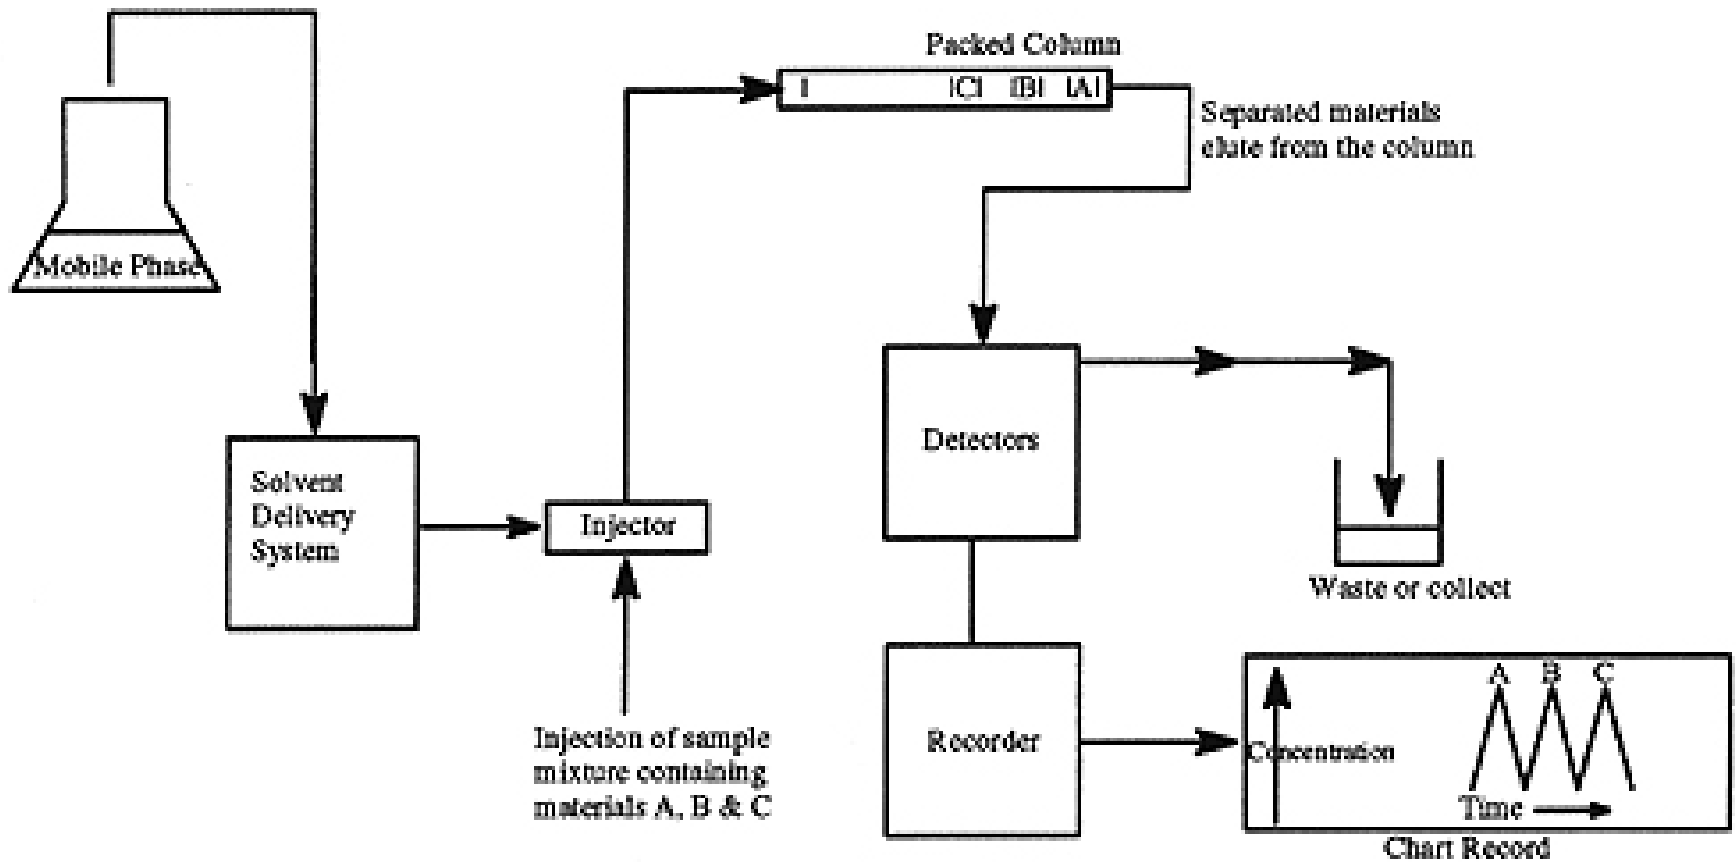 Packed Column
|C| |B| |A|
Separated materials
elute from the column
Mobile Phase
Solvent
Delivery
System
Injector
Detectors
Waste or collect
Injection of sample
mixture containing
materials A, B & C
Recorder
A B C
Concentration
Time
Chart Record